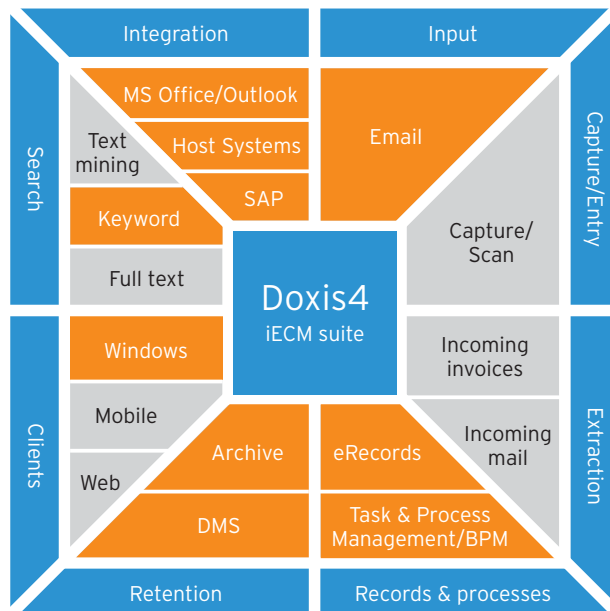 Integration
Input
MS Office/Outlook
Host Systems
SAP
Email
Search
Text
mining
Keyword
Full text
Capture/Entry
Capture/
Scan
Doxis4
iECM suite
Clients
Windows
Mobile
Web
Incoming
invoices
Incoming
mail
Extraction
Archive
eRecords
DMS
Task & Process
Management/BPM
Retention
Records & processes